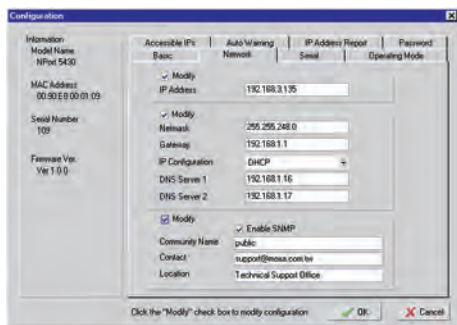 Configuration
Information
Model Name
NPort 5430
MAC Address
00:90:E8:00:01:09
Serial Number
109
Firmware Ver.
Ver 1.0.0
Accessible IPs Auto Warning IP Address Report Password
Basic Network Serial Operating Mode
Modify
IP Address 192.168.3.135
Modify
Netmask 255.255.248.0
Gateway 192.168.1.1
IP Configuration DHCP
DNS Server 1 192.168.1.16
DNS Server 2 192.168.1.17
Modify
Enable SNMP
Community Name public
Contact support@moxa.com.tw
Location Technical Support Office
Click the "Modify" check box to modify configuration OK Cancel